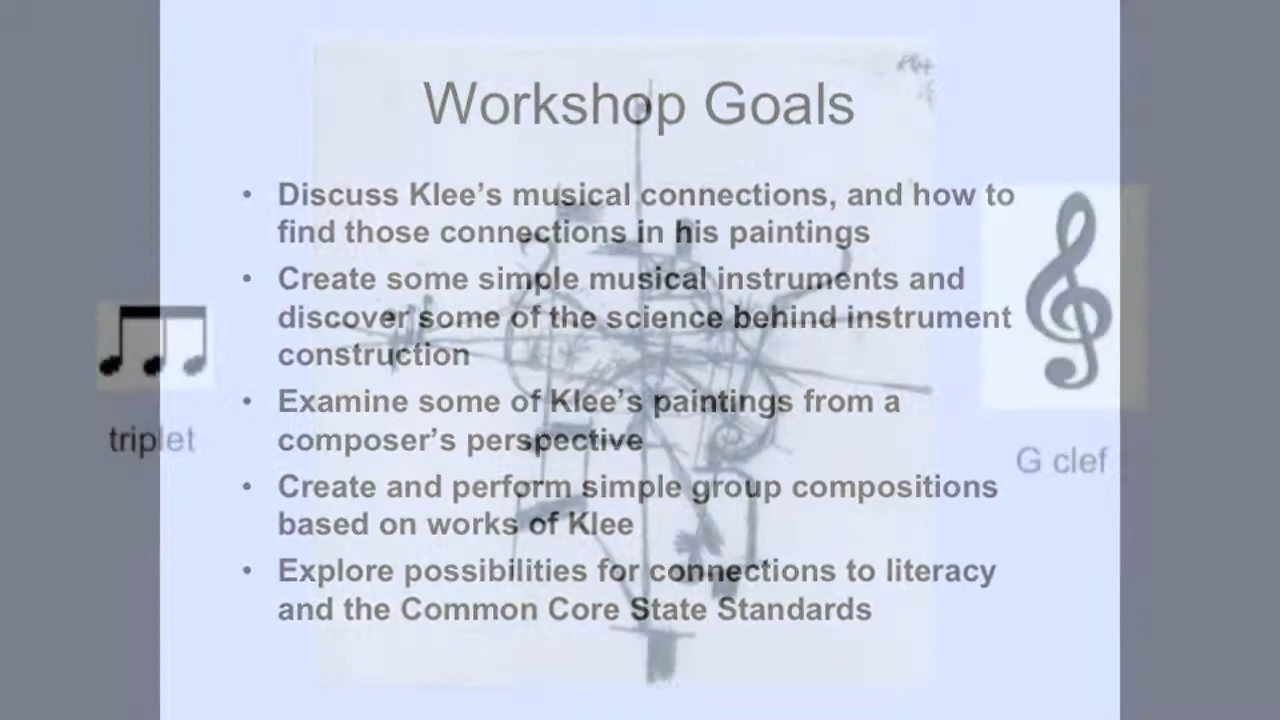 Workshop Goals
• Discuss Klee’s musical connections, and how to
find those connections in his paintings
• Create some simple musical instruments and
discover some of the science behind instrument
construction
• Examine some of Klee’s paintings from a
composer’s perspective
• Create and perform simple group compositions
based on works of Klee
• Explore possibilities for connections to literacy
and the Common Core State Standards
triplet
G clef